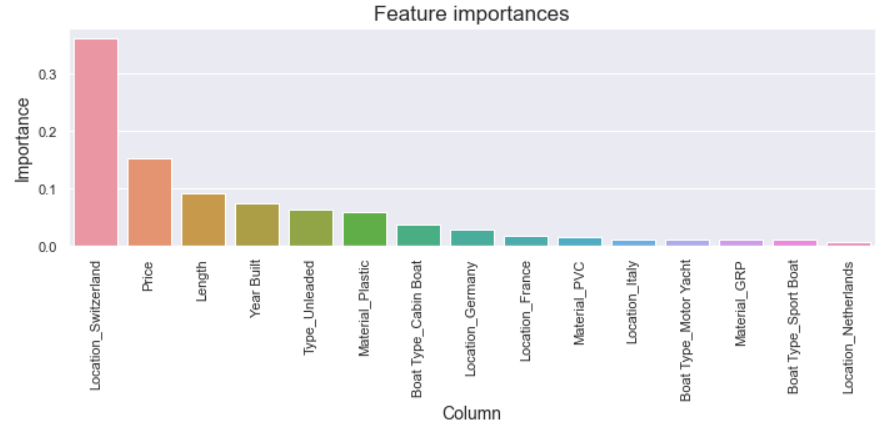 Feature importances
Importance
0.3
0.2
0.1
0.0
Location_Switzerland
Price
Length
Year Built
Type_Unleaded
Material_Plastic
Boat Type_Cabin Boat
Location_Germany
Location_France
Material_PVC
Location_Italy
Boat Type_Motor Yacht
Material_GRP
Boat Type_Sport Boat
Location_Netherlands
Column